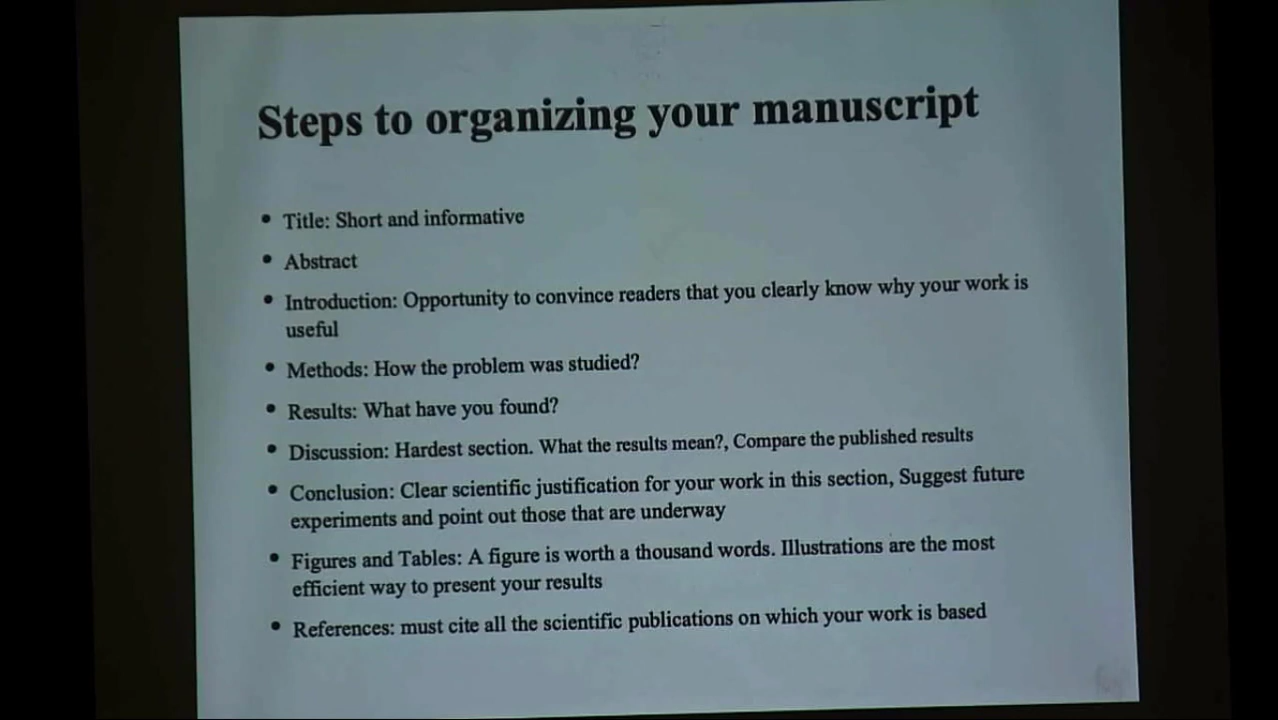 Steps to organizing your manuscript
• Title: Short and informative
• Abstract
• Introduction: Opportunity to convince readers that you clearly know why your work is
useful
• Methods: How the problem was studied?
• Results: What have you found?
• Discussion: Hardest section. What the results mean?, Compare the published results
• Conclusion: Clear scientific justification for your work in this section, Suggest future
experiments and point out those that are underway
• Figures and Tables: A figure is worth a thousand words. Illustrations are the most
efficient way to present your results
• References: must cite all the scientific publications on which your work is based